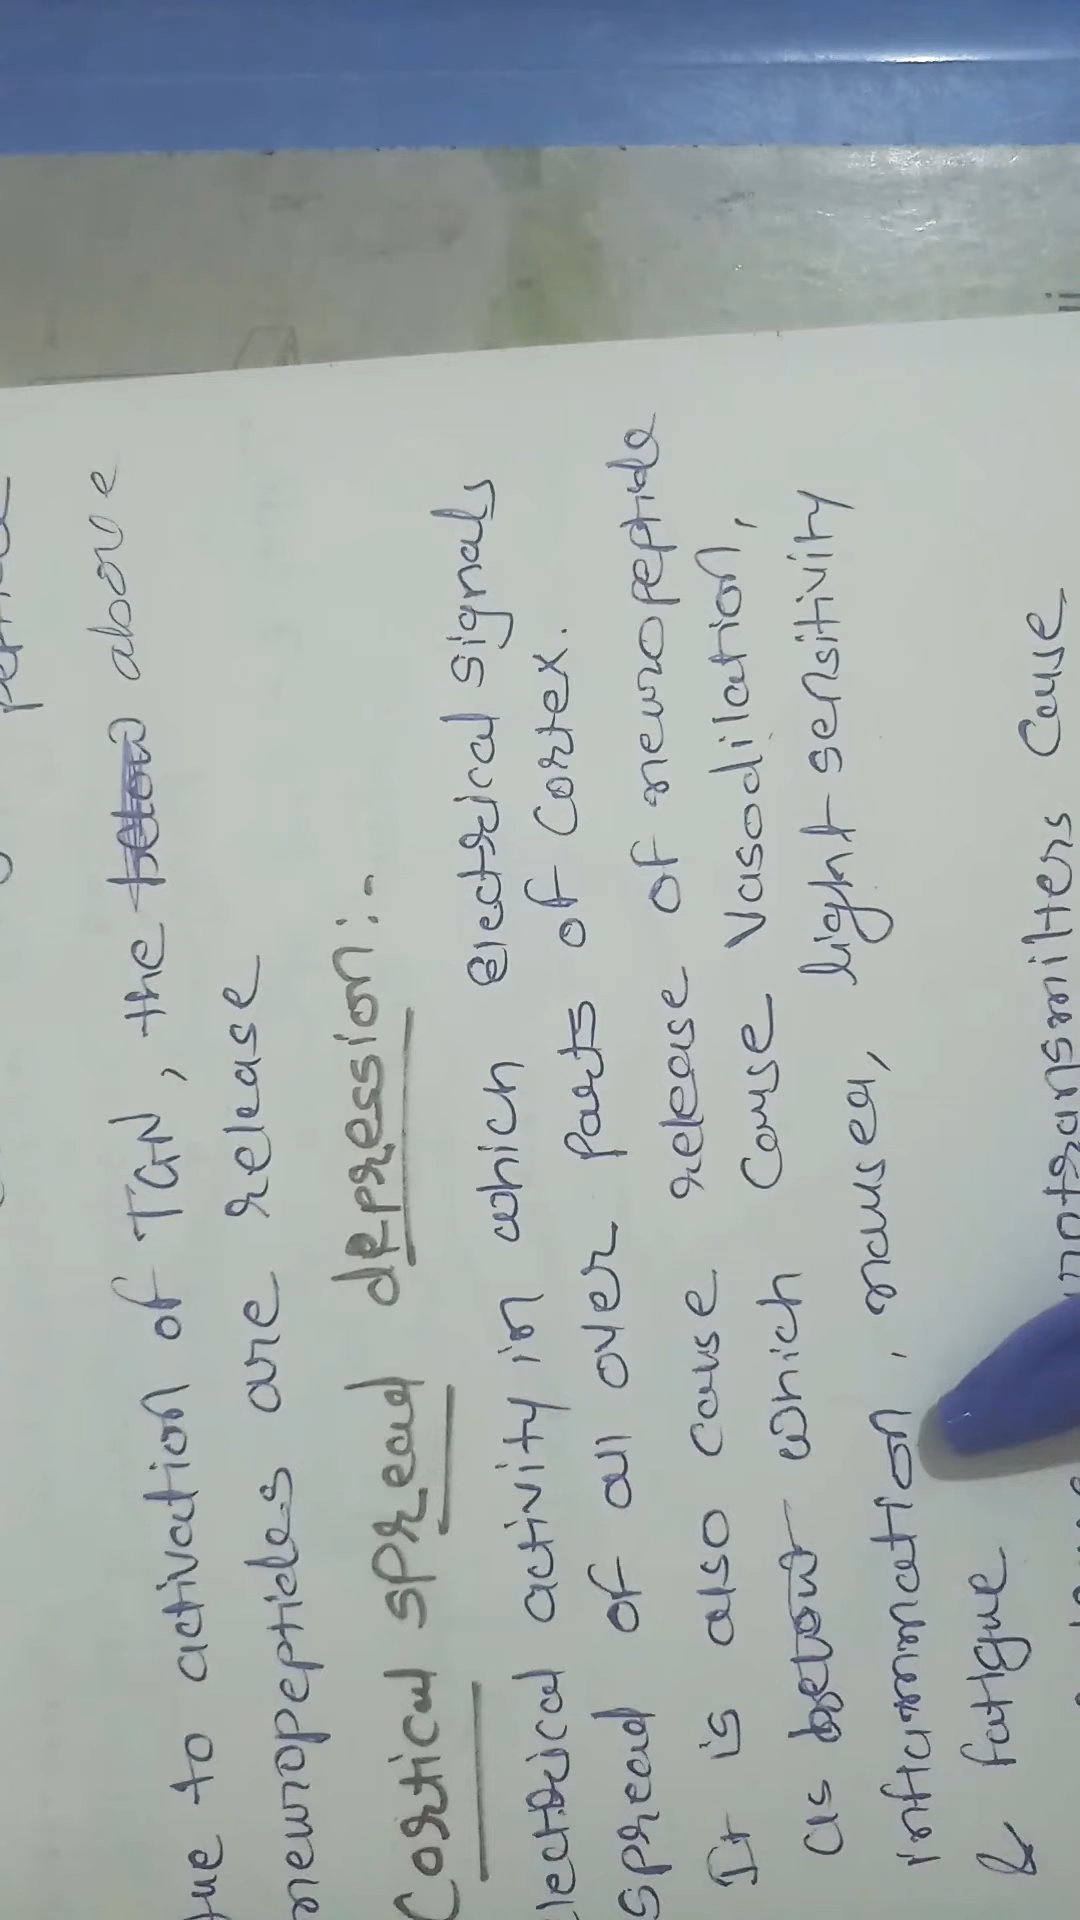 due to activation of TGN, the below above
neuropeptides are release
Cortical spread depression:-
Electrical activity in which electrical signals
spread of all over parts of Cortex.
It is also cause release of neuropeptide
as below which cause vasodilation,
inflammation, nausea, light sensitivity
& fatigue
cause